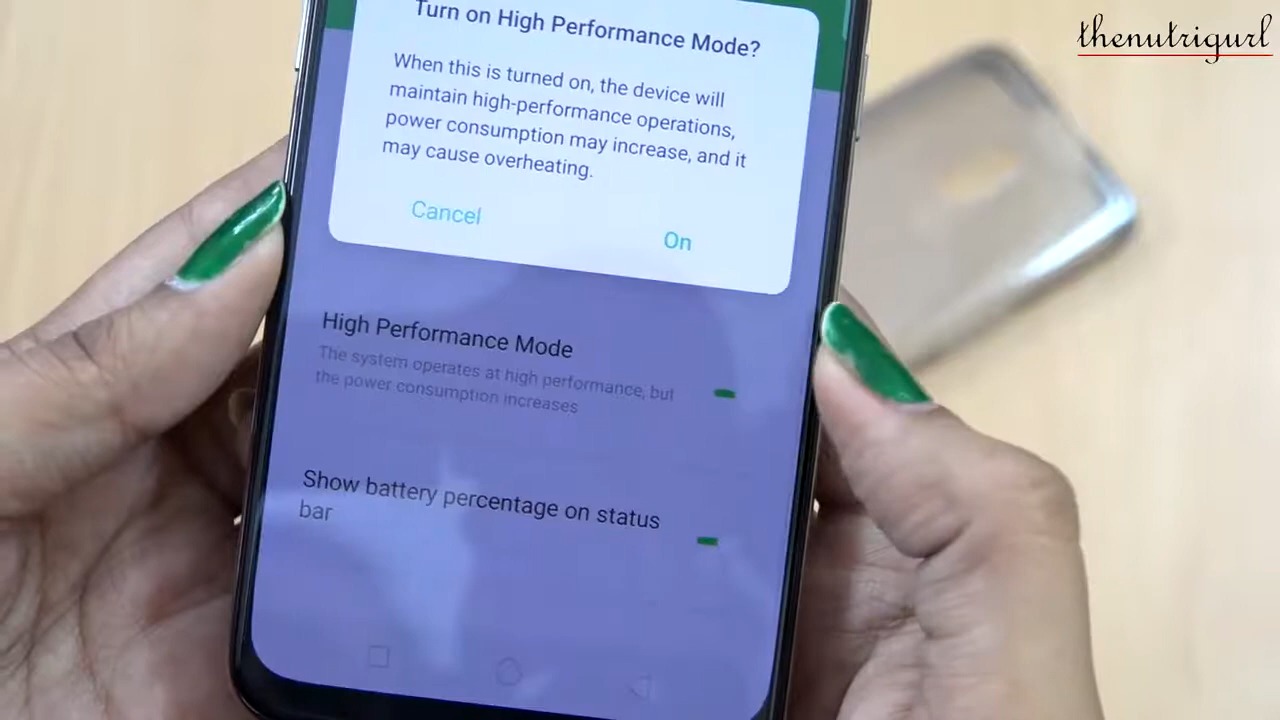 thenutrigurl
Turn on High Performance Mode?
When this is turned on, the device will
maintain high-performance operations,
power consumption may increase, and it
may cause overheating.
Cancel
On
High Performance Mode
The system operates at high performance, but
the power consumption increases
Show battery percentage on status
bar